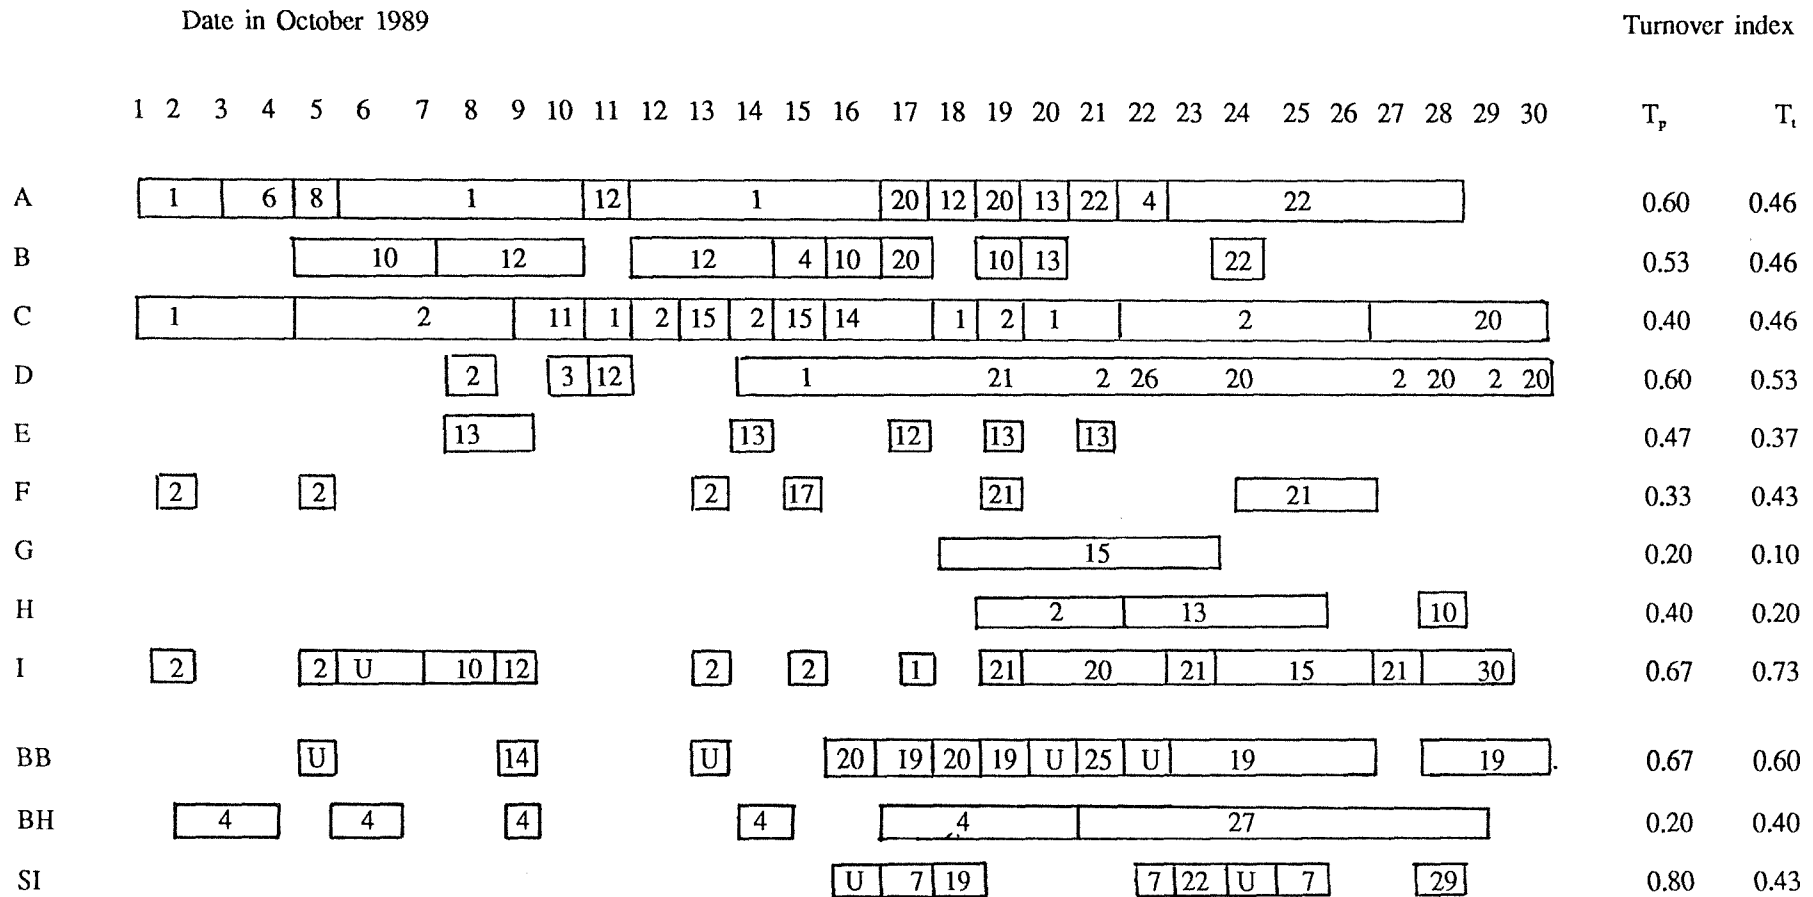 Date in October 1989 Turnover index
1 2 3 4 5 6 7 8 9 10 11 12 13 14 15 16 17 18 19 20 21 22 23 24 25 26 27 28 29 30 Tp Tt
A 1 6 8 1 12 1 20 12 20 13 22 4 22 0.60 0.46
B 10 12 12 4 10 20 10 13 22 0.53 0.46
C 1 2 11 1 2 15 2 15 14 1 2 1 2 20 0.40 0.46
D 2 3 12 1 21 2 26 20 2 20 2 20 0.60 0.53
E 13 13 12 13 13 0.47 0.37
F 2 2 2 17 21 21 0.33 0.43
G 15 0.20 0.10
H 2 13 10 0.40 0.20
I 2 2 U 10 12 2 2 1 21 20 21 15 21 30 0.67 0.73
BB U 14 U 20 19 20 19 U 25 U 19 19 0.67 0.60
BH 4 4 4 4 4 27 0.20 0.40
SI U 7 19 7 22 U 7 29 0.80 0.43